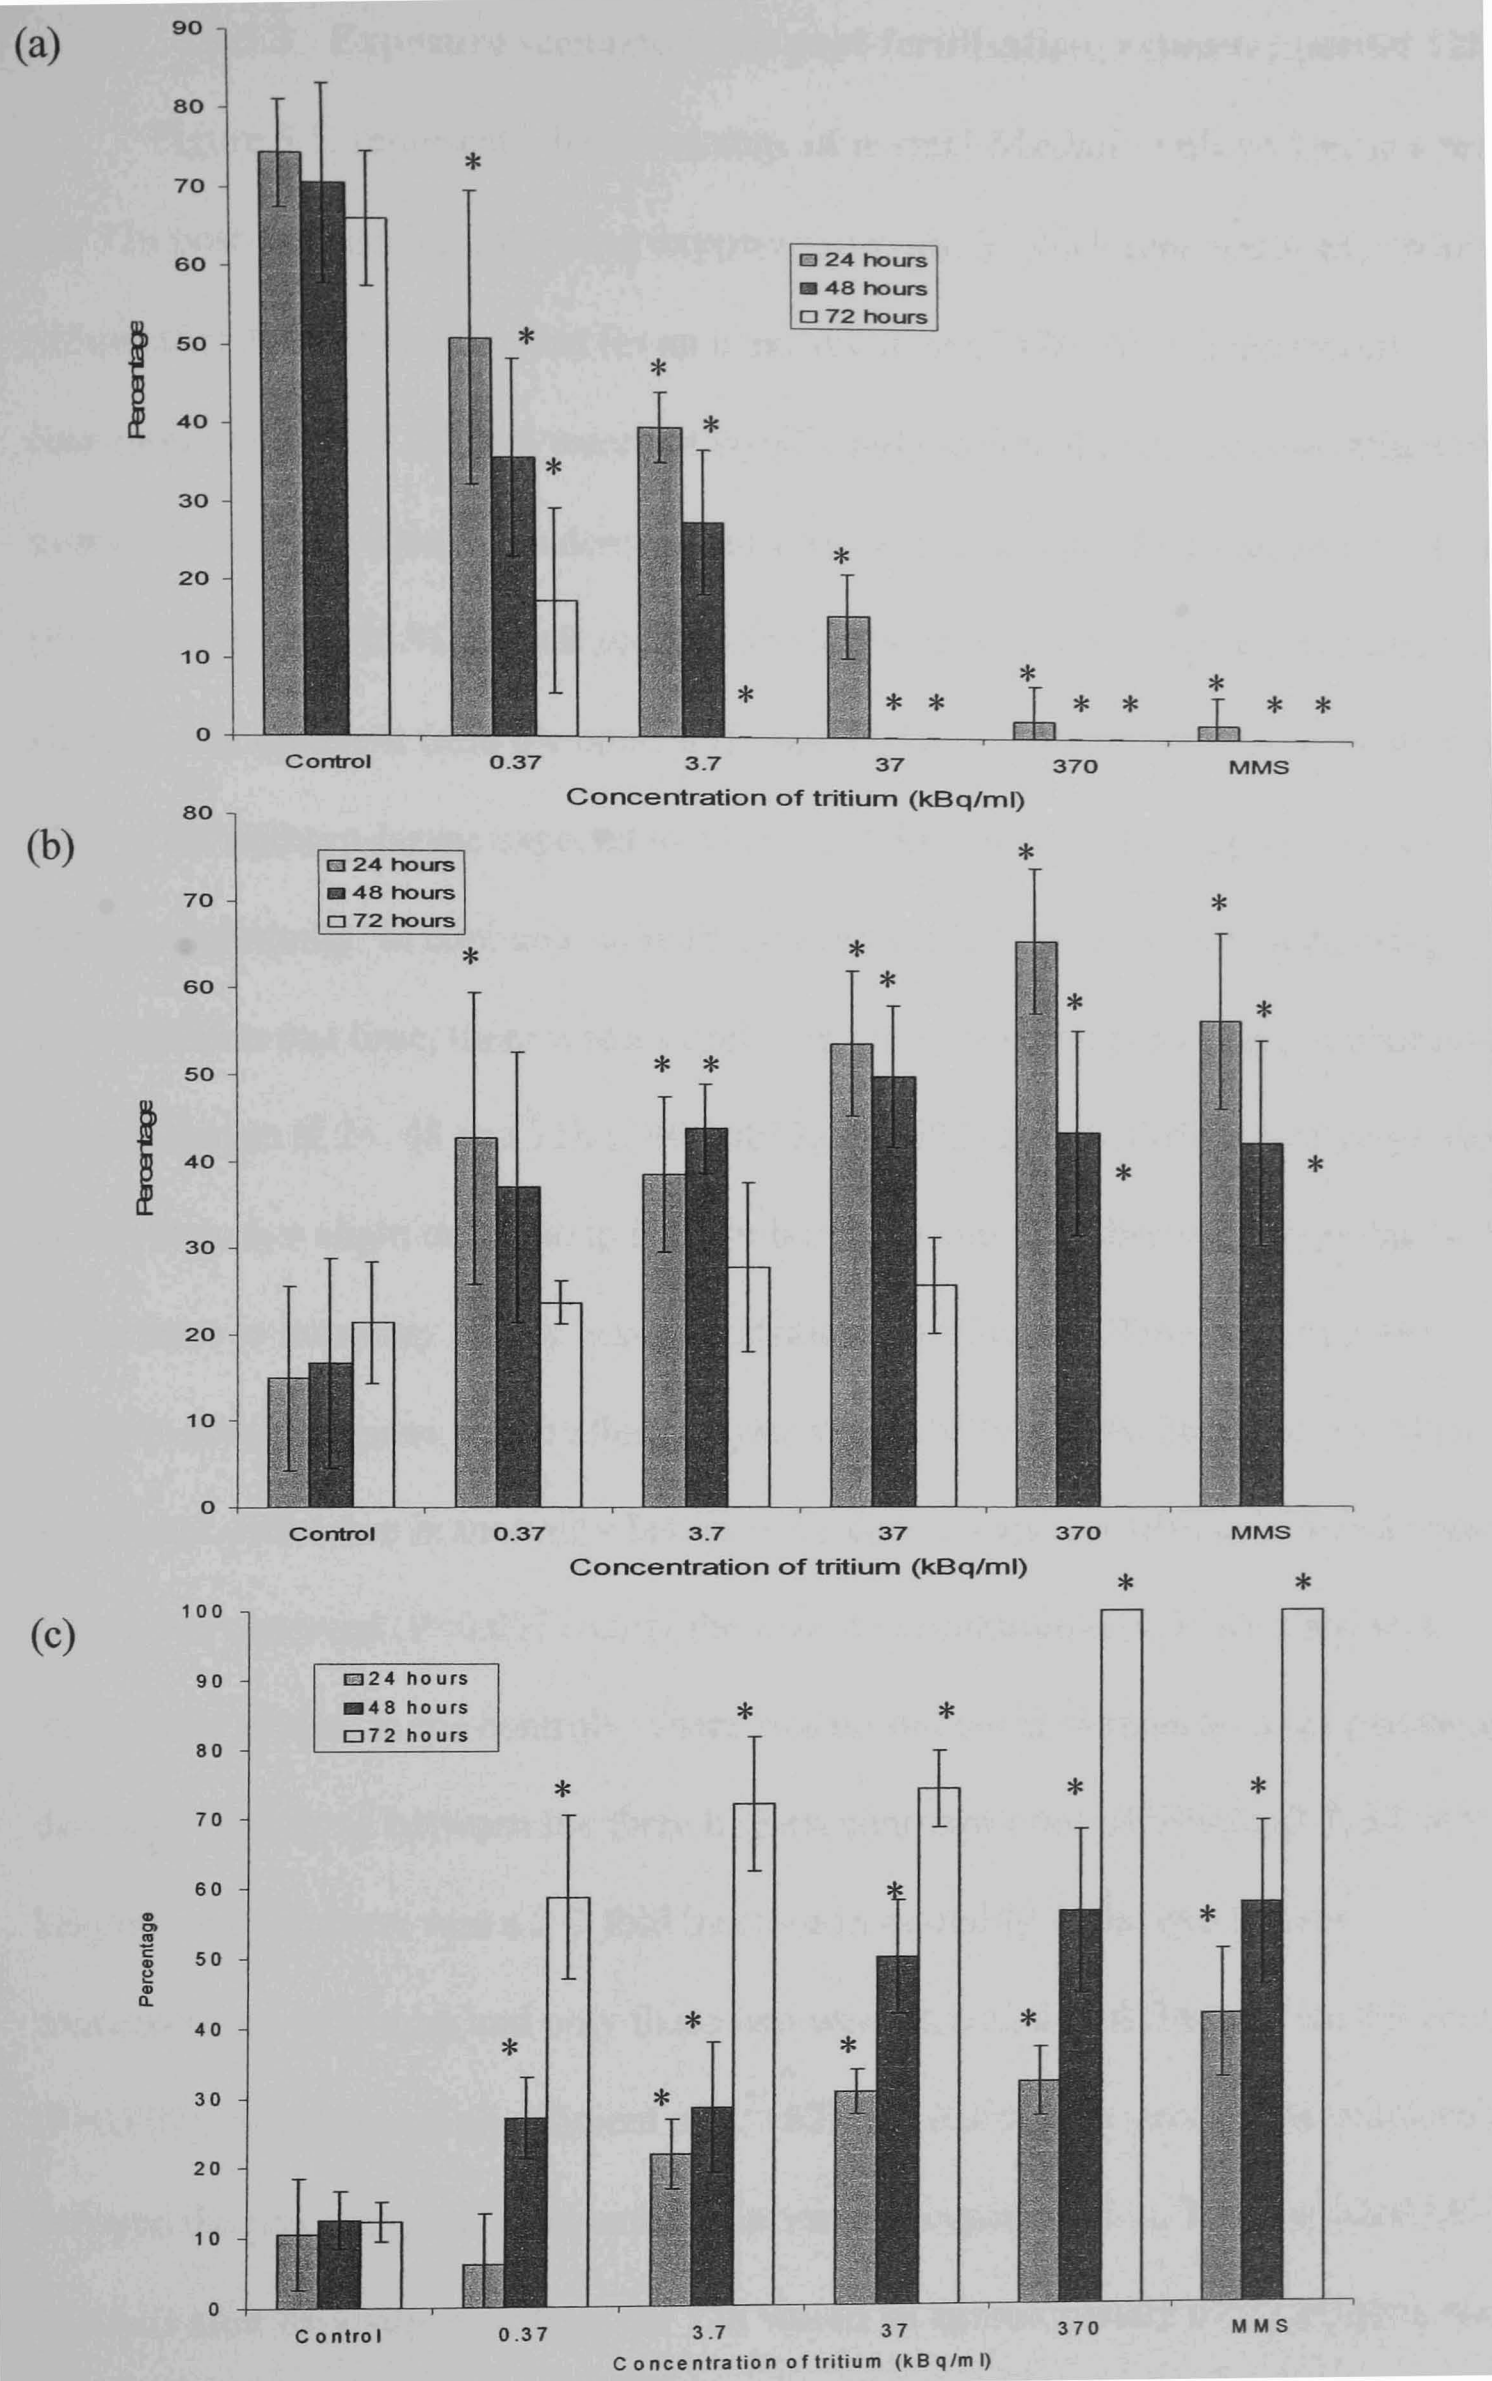 (a)
90
80
70
60
50
40
30
20
10
0
Percentage
24 hours
48 hours
72 hours
* * * * * * * * * * * * * *
Control 0.37 3.7 37 370 MMS
Concentration of tritium (kBq/ml)
(b)
80
70
60
50
40
30
20
10
0
Percentage
24 hours
48 hours
72 hours
* * * * * * * * * * *
Control 0.37 3.7 37 370 MMS
Concentration of tritium (kBq/ml)
(c)
100
90
80
70
60
50
40
30
20
10
0
Percentage
24 hours
48 hours
72 hours
* * * * * * * * * * * * * *
Control 0.37 3.7 37 370 MMS
Concentration of tritium (kBq/ml)